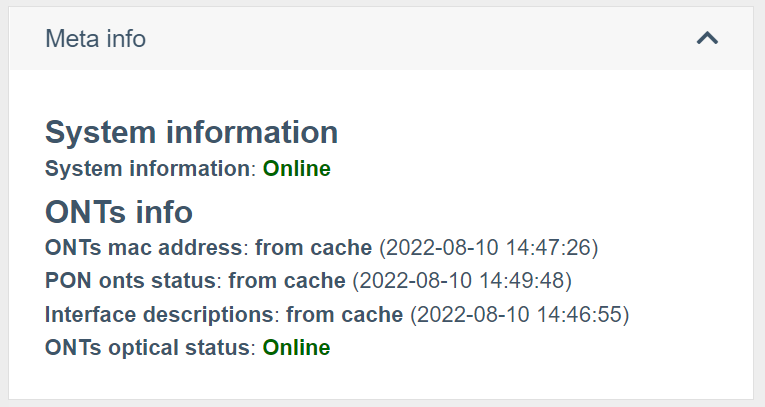 Meta info
System information
System information: Online
ONTs info
ONTs mac address: from cache (2022-08-10 14:47:26)
PON onts status: from cache (2022-08-10 14:49:48)
Interface descriptions: from cache (2022-08-10 14:46:55)
ONTs optical status: Online